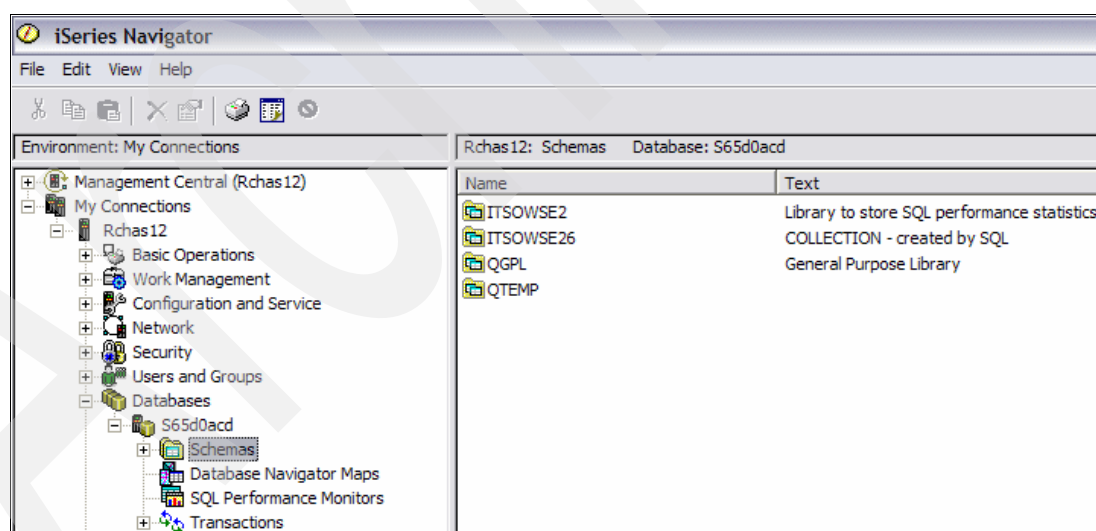 iSeries Navigator
File Edit View Help
Environment: My Connections
Rchas12: Schemas Database: S65d0acd
Management Central (Rchas12)
My Connections
Rchas12
Basic Operations
Work Management
Configuration and Service
Network
Security
Users and Groups
Databases
S65d0acd
Schemas
Database Navigator Maps
SQL Performance Monitors
Transactions
Name Text
ITSOWSE2 Library to store SQL performance statistics
ITSOWSE26 COLLECTION - created by SQL
QGPL General Purpose Library
QTEMP